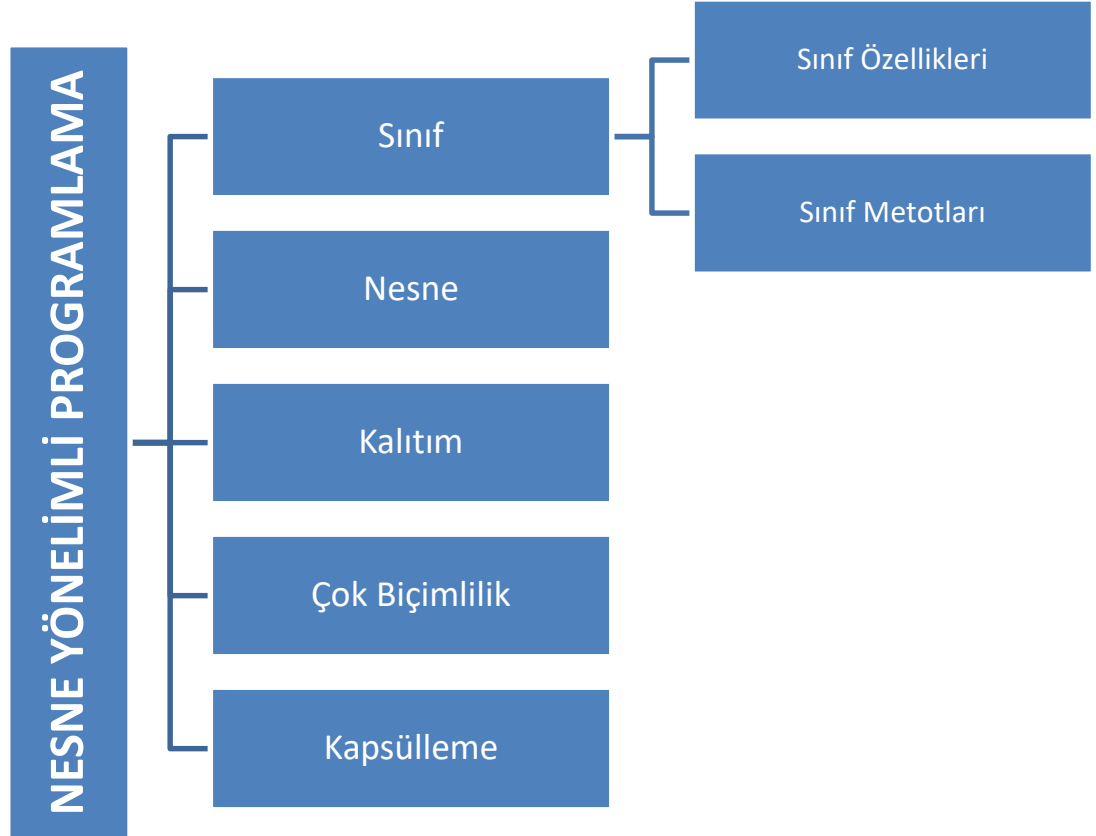 NESNE YÖNELİMLİ PROGRAMLAMA
Sınıf
Sınıf Özellikleri
Sınıf Metotları
Nesne
Kalıtım
Çok Biçimlilik
Kapsülleme